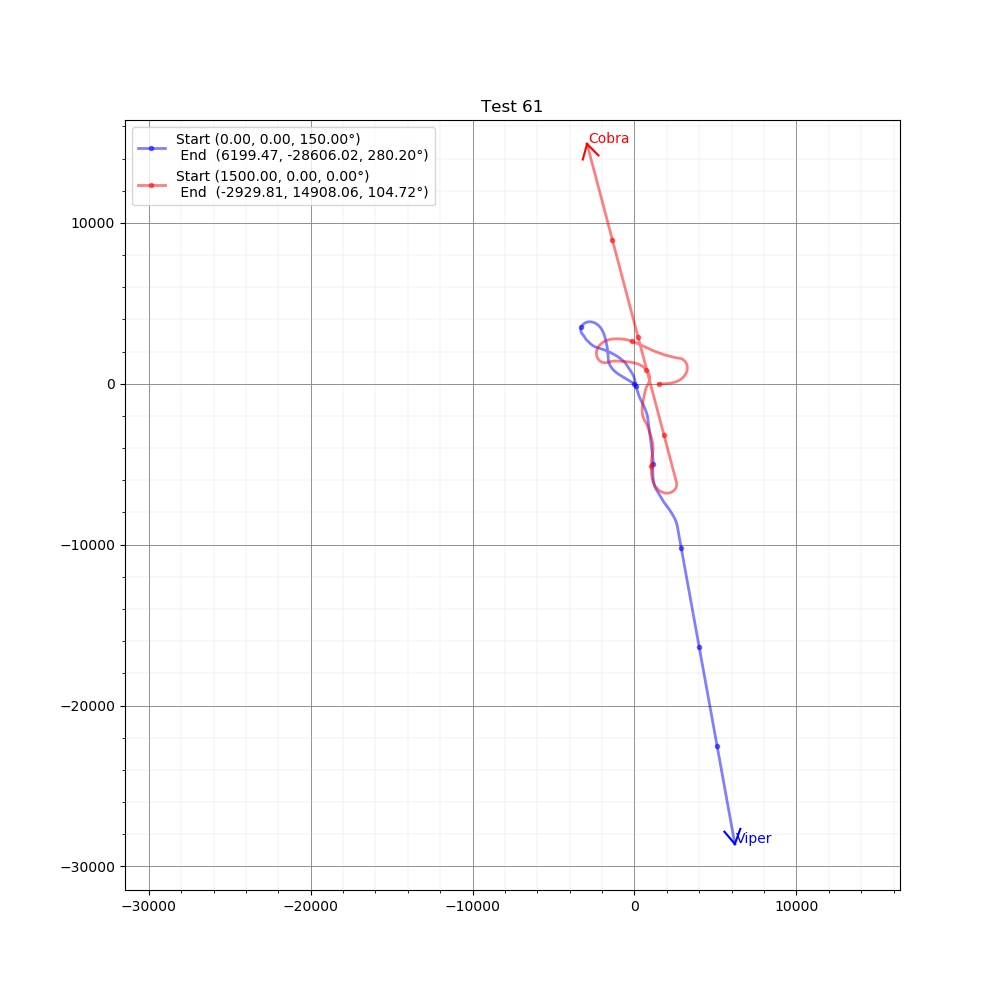 Test 61
Start (0.00, 0.00, 150.00°)
End  (6199.47, -28606.02, 280.20°)
Start (1500.00, 0.00, 0.00°)
End  (-2929.81, 14908.06, 104.72°)
Cobra
Viper
10000
0
−10000
−20000
−30000
−30000
−20000
−10000
0
10000